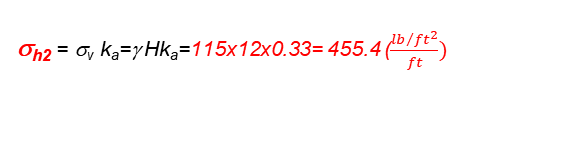 σh2 = σv ka=γHka=115x12x0.33= 455.4 (lb/ft²/ft)